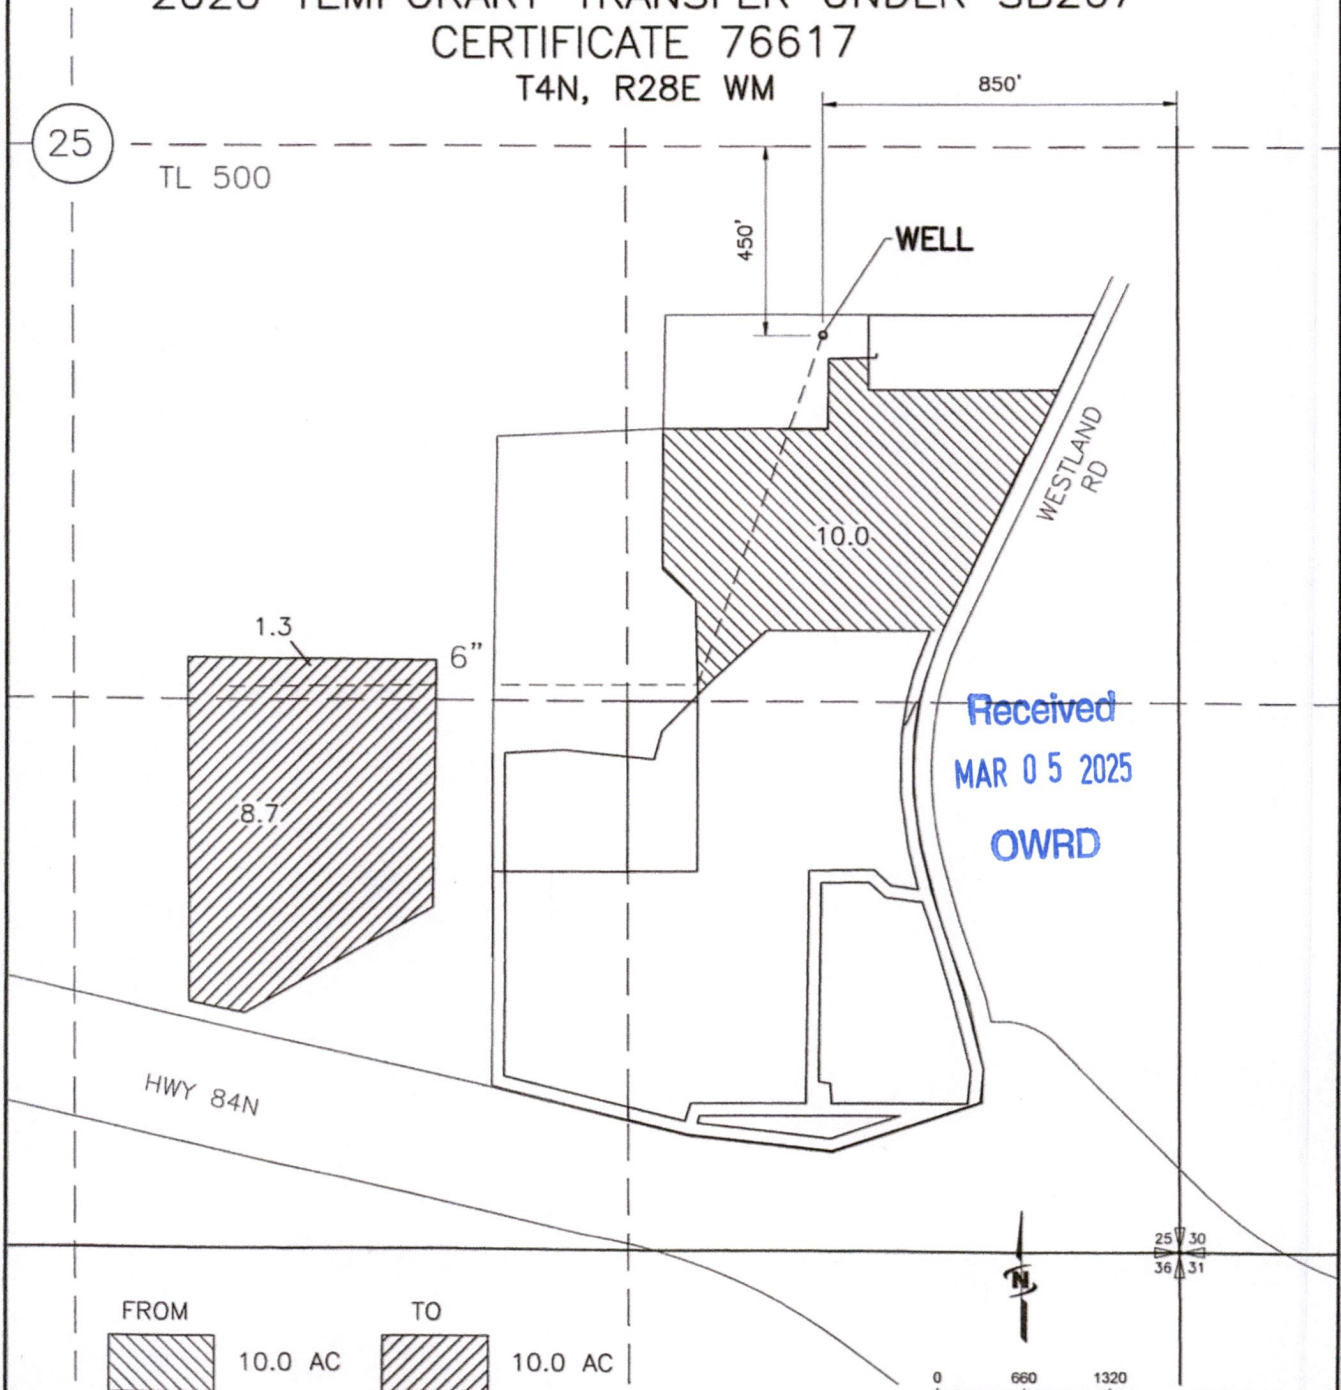 CERTIFICATE 76617
T4N, R28E WM
850'
25
TL 500
450'
WELL
WESTLAND
RD
10.0
1.3
6"
Received
MAR 05 2025
OWRD
8.7
HWY 84N
25 30
36 31
N
FROM TO
10.0 AC 10.0 AC
0 660 1320